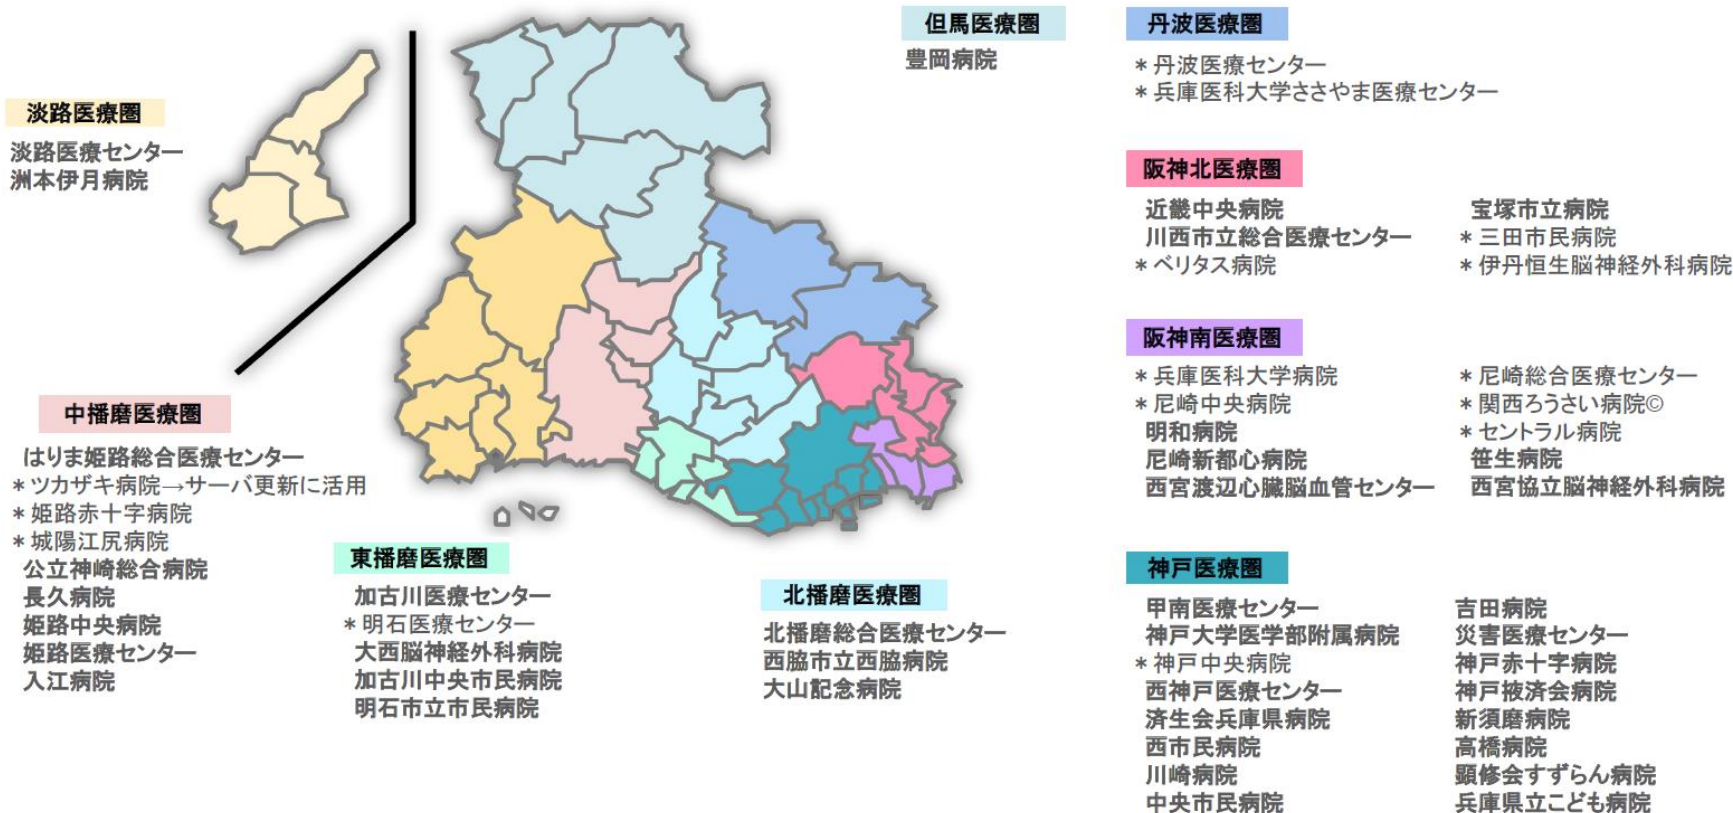 但馬医療圏
豊岡病院
丹波医療圏
＊丹波医療センター
＊兵庫医科大学ささやま医療センター
淡路医療圏
淡路医療センター
洲本伊月病院
阪神北医療圏
近畿中央病院
宝塚市立病院
川西市立総合医療センター
＊三田市民病院
＊ベリタス病院
＊伊丹恒生脳神経外科病院
阪神南医療圏
＊兵庫医科大学病院
＊尼崎総合医療センター
＊尼崎中央病院
＊関西ろうさい病院©
明和病院
＊セントラル病院
尼崎新都心病院
笹生病院
西宮渡辺心臓脳血管センター
西宮協立脳神経外科病院
中播磨医療圏
はりま姫路総合医療センター
＊ツカザキ病院→サーバ更新に活用
＊姫路赤十字病院
＊城陽江尻病院
公立神崎総合病院
長久病院
姫路中央病院
姫路医療センター
入江病院
東播磨医療圏
加古川医療センター
＊明石医療センター
大西脳神経外科病院
加古川中央市民病院
明石市立市民病院
北播磨医療圏
北播磨総合医療センター
西脇市立西脇病院
大山記念病院
神戸医療圏
甲南医療センター
吉田病院
神戸大学医学部附属病院
災害医療センター
＊神戸中央病院
神戸赤十字病院
西神戸医療センター
神戸掖済会病院
済生会兵庫県病院
新須磨病院
西市民病院
高橋病院
川崎病院
顕修会すずらん病院
中央市民病院
兵庫県立こども病院